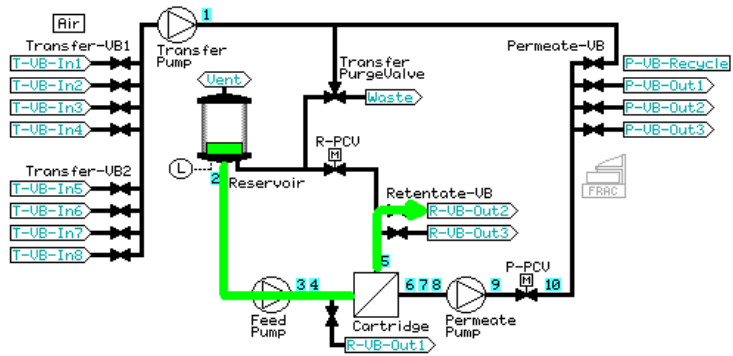 Air
1
Transfer-VB1
Transfer
Pump
Permeate-VB
T-VB-In1
T-VB-In2
T-VB-In3
T-VB-In4
Vent
Transfer
PurgeValve
Waste
P-VB-Recycle
P-VB-Out1
P-VB-Out2
P-VB-Out3
R-PCV
M
L
2
Reservoir
Transfer-VB2
T-VB-In5
T-VB-In6
T-VB-In7
T-VB-In8
Retentate-VB
R-VB-Out2
R-VB-Out3
FRAC
5
P-PCV
M
3 4
6 7 8
9
10
Feed
Pump
Cartridge
Permeate
Pump
R-VB-Out1